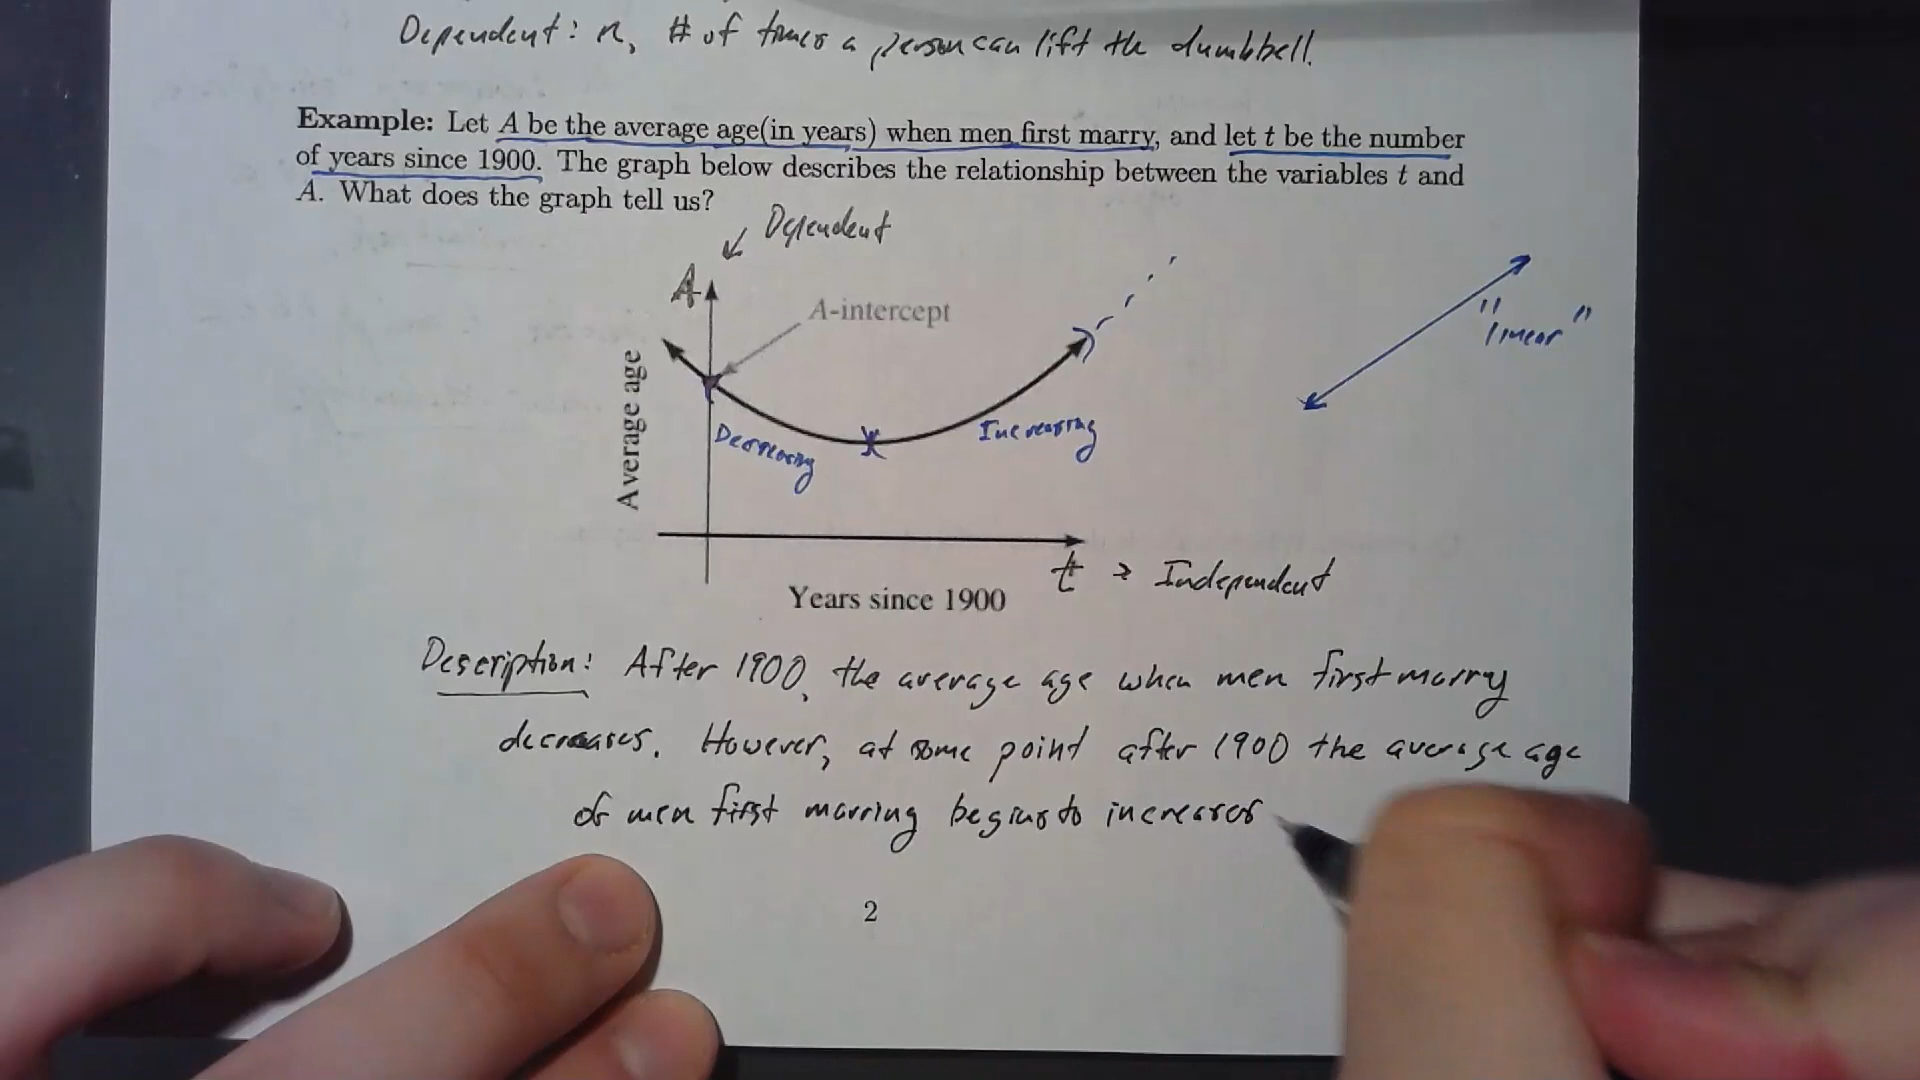 Dependent: n, # of times a person can lift the dumbbell.
Example: Let A be the average age(in years) when men first marry, and let t be the number
of years since 1900. The graph below describes the relationship between the variables t and
A. What does the graph tell us?
Dependent
A
A-intercept
"linear"
Average age
Decreasing
Increasing
t → Independent
Years since 1900
Description: After 1900, the average age when men first marry
decreases. However, at some point after 1900 the average age
of men first marring begins to increases
2